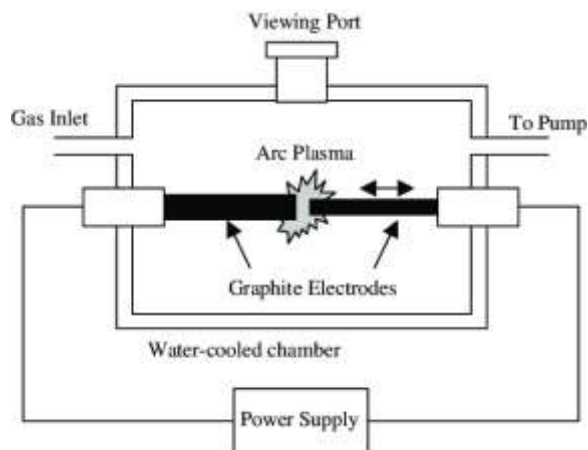 Viewing Port
Gas Inlet
To Pump
Arc Plasma
Graphite Electrodes
Water-cooled chamber
Power Supply